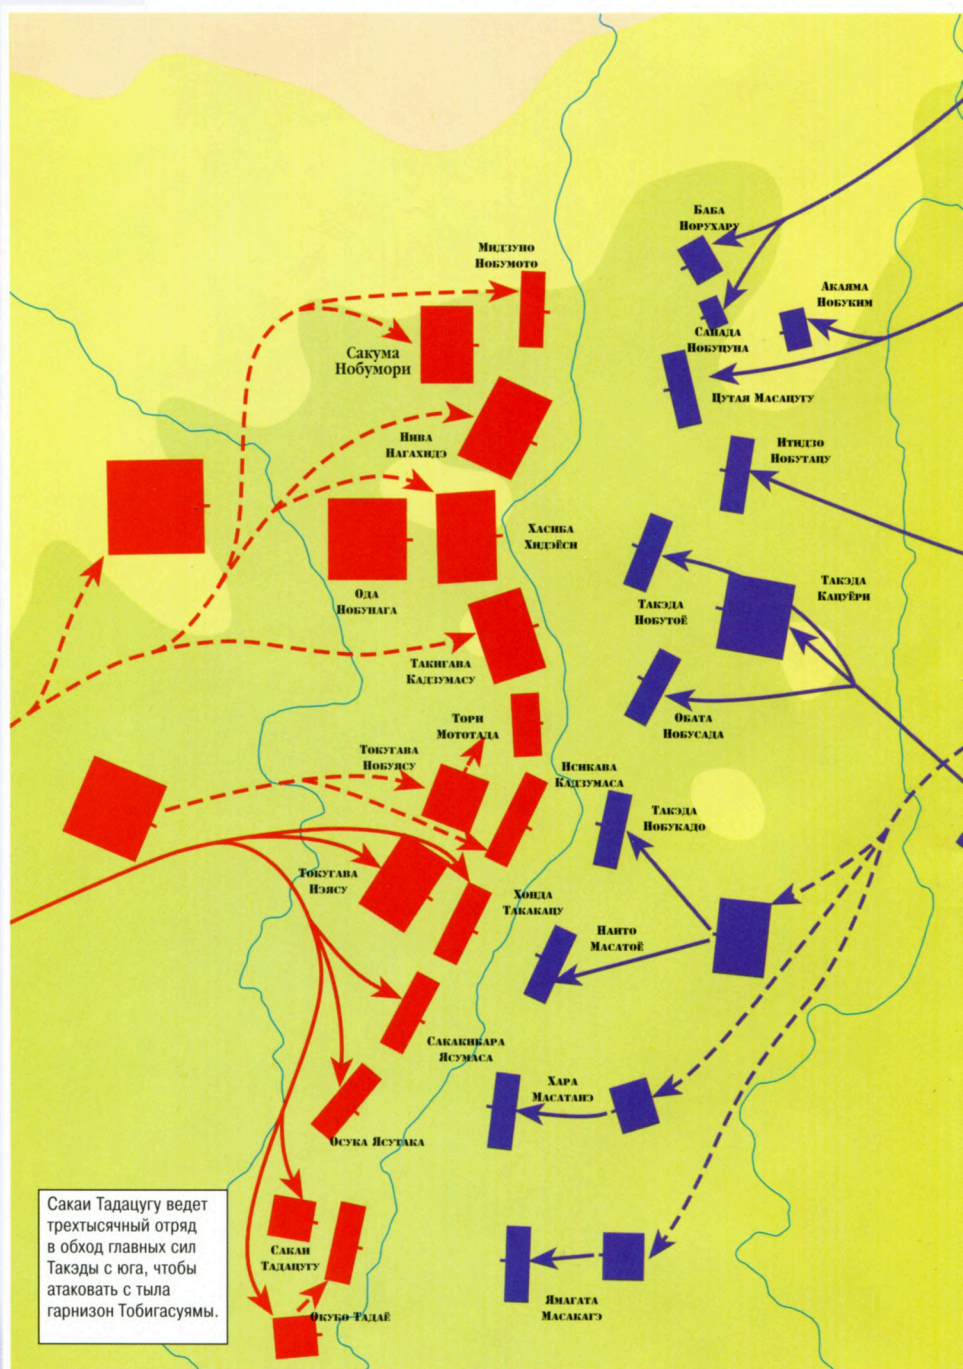 БАБА
НОРУХАРУ
МИДЗУНО
НОБУМОТО
АКАЯМА
НОБУКИМ
САНАДА
НОБУЦУНА
Сакума
Нобумори
ЦУТАЯ МАСАЦУГУ
НИВА
НАГАХИДЭ
ИТИДЗО
НОБУТАЦУ
ХАСИБА
ХИДЭЁСИ
ОДА
НОБУНАГА
ТАКЭДА
НОБУТОЁ
ТАКЭДА
КАЦУЁРИ
ТАКИГАВА
КАДЗУМАСУ
ТОРИ
МОТОТАДА
ОБАТА
НОБУСАДА
ТОКУГАВА
НОБУЯСУ
ИСИКАВА
КАДЗУМАСА
ТАКЭДА
НОБУКАДО
ТОКУГАВА
ИЭЯСУ
ХОНДА
ТАКАКАЦУ
НАИТО
МАСАТОЁ
САКАКИБАРА
ЯСУМАСА
ХАРА
МАСАТАНЭ
ОСУКА ЯСУТАКА
Сакаи Тадацугу ведет
трехтысячный отряд
в обход главных сил
Такэды с юга, чтобы
атаковать с тыла
гарнизон Тобигасуямы.
САКАИ
ТАДАЦУГУ
ОКУБО ТАДАЁ
ЯМАГАТА
МАСАКАГЭ